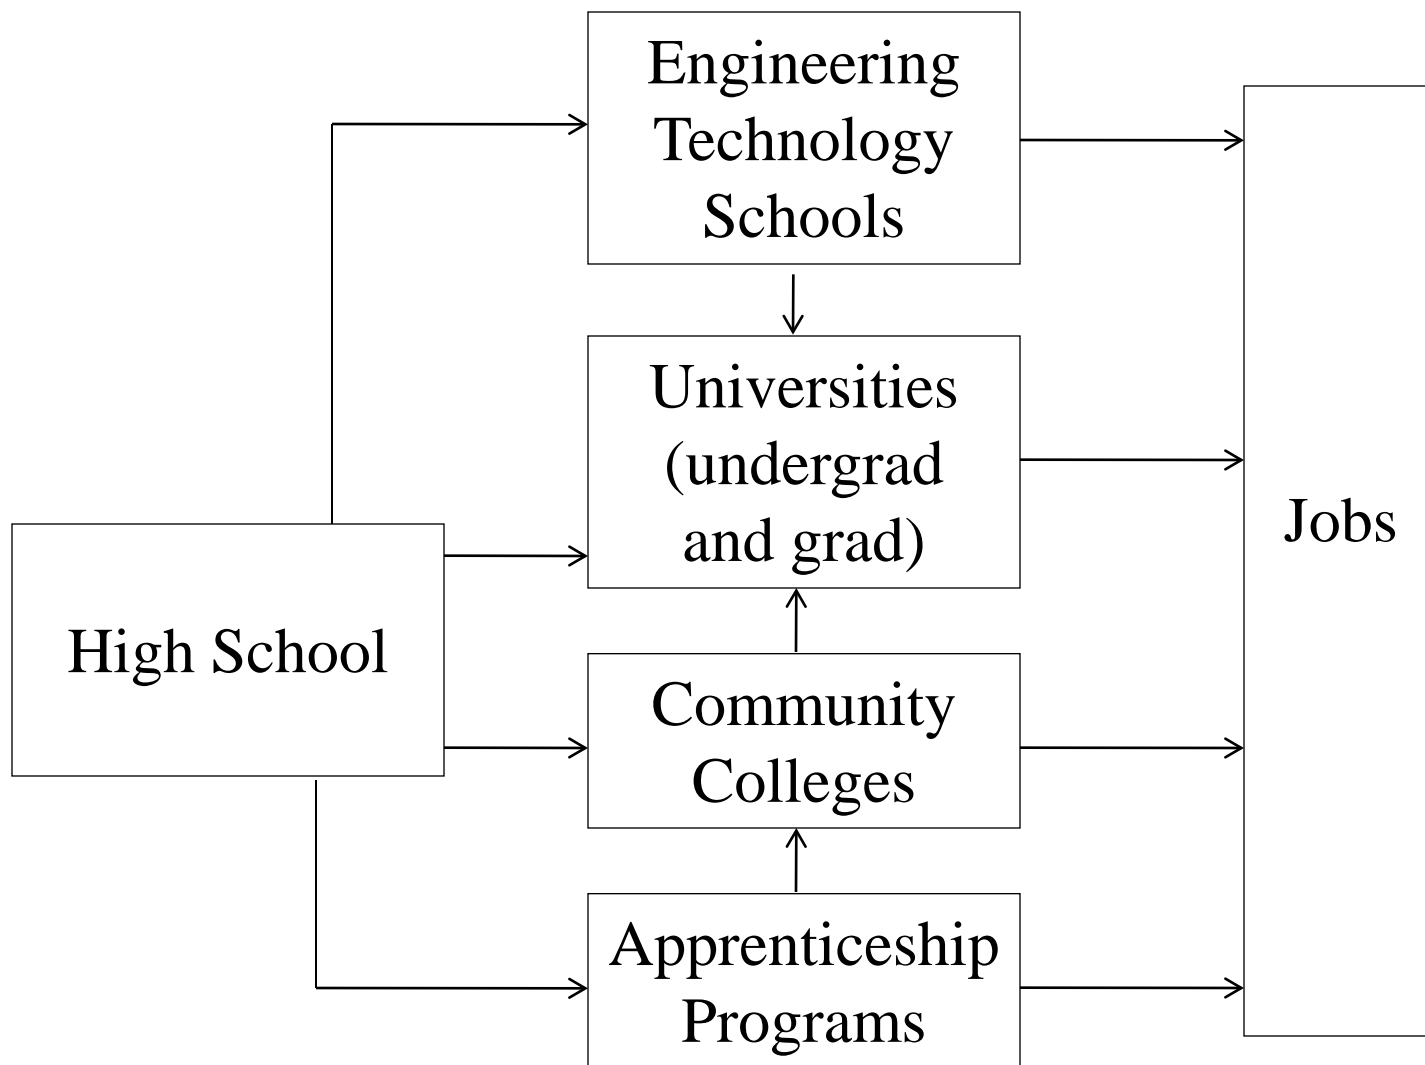 Engineering
Technology
Schools
Universities
(undergrad
and grad)
Jobs
High School
Community
Colleges
Apprenticeship
Programs